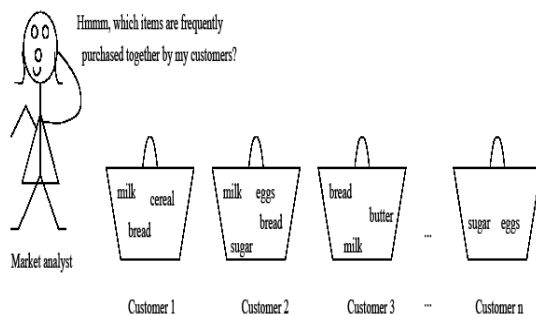 Hmmm, which items are frequently
purchased together by my customers?
milk cereal
bread
milk eggs
bread
sugar
bread
butter
milk
...
sugar eggs
Market analyst
Customer 1 Customer 2 Customer 3 ... Customer n